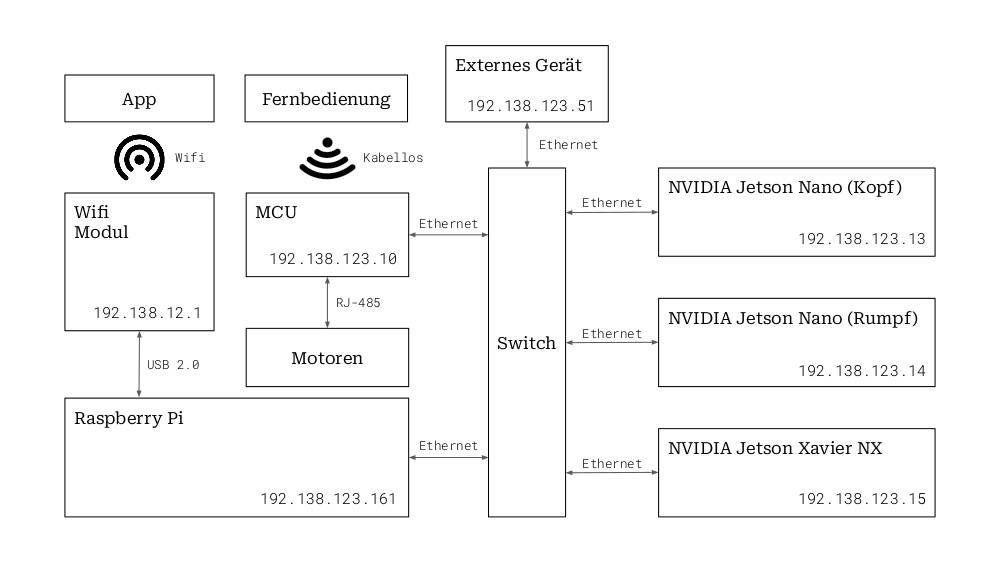 Externes Gerät
192.138.123.51
App
Fernbedienung
Wifi
Kabellos
Ethernet
Wifi
Modul
192.138.12.1
MCU
192.138.123.10
Ethernet
RJ-485
Motoren
USB 2.0
Raspberry Pi
192.138.123.161
Ethernet
Switch
Ethernet
NVIDIA Jetson Nano (Kopf)
192.138.123.13
Ethernet
NVIDIA Jetson Nano (Rumpf)
192.138.123.14
Ethernet
NVIDIA Jetson Xavier NX
192.138.123.15